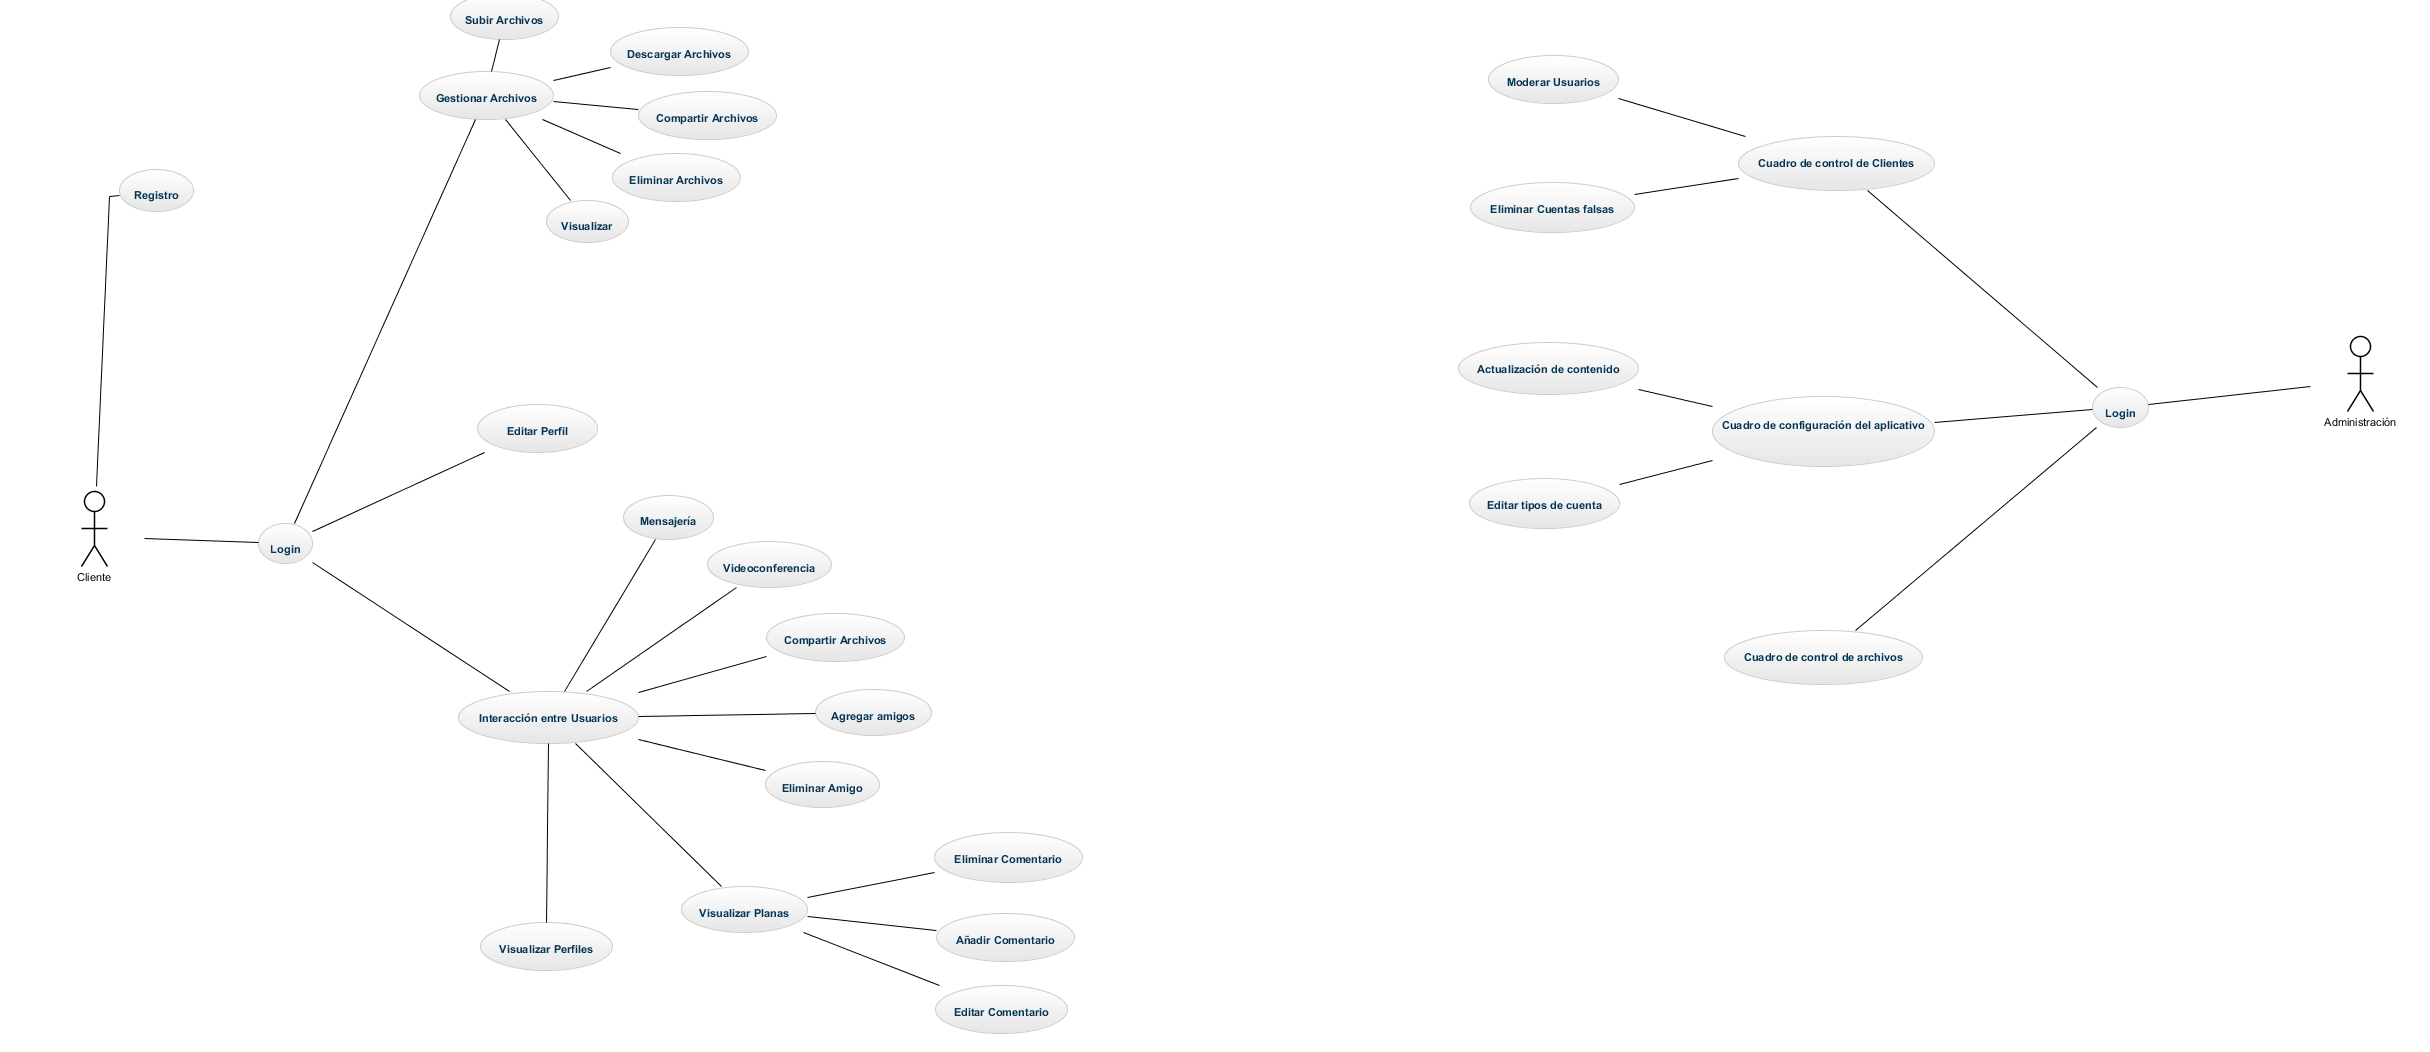 Subir Archivos
Descargar Archivos
Gestionar Archivos
Compartir Archivos
Eliminar Archivos
Visualizar
Registro
Editar Perfil
Mensajería
Login
Cliente
Videoconferencia
Compartir Archivos
Interacción entre Usuarios
Agregar amigos
Eliminar Amigo
Eliminar Comentario
Visualizar Planas
Añadir Comentario
Visualizar Perfiles
Editar Comentario
Moderar Usuarios
Cuadro de control de Clientes
Eliminar Cuentas falsas
Actualización de contenido
Cuadro de configuración del aplicativo
Login
Administración
Editar tipos de cuenta
Cuadro de control de archivos